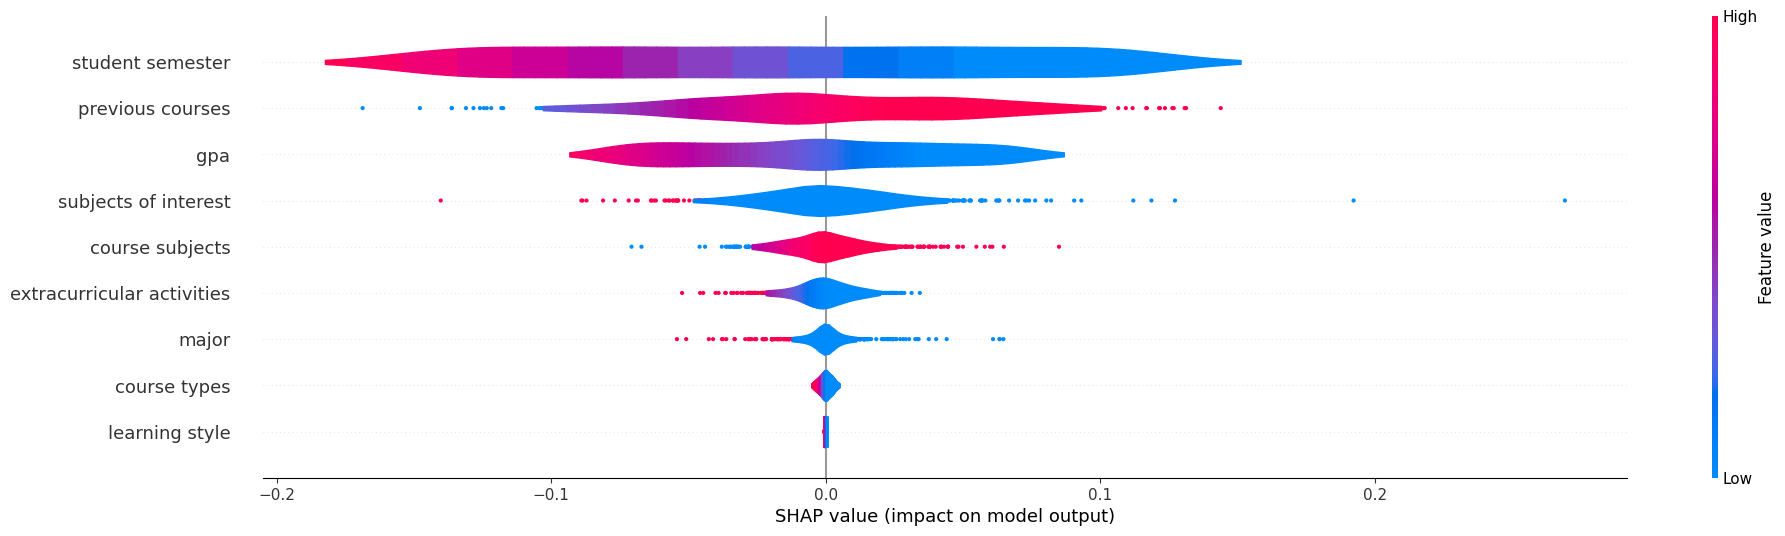 High
student semester
previous courses
gpa
subjects of interest
course subjects
extracurricular activities
major
course types
learning style
Feature value
Low
−0.2
−0.1
0.0
0.1
0.2
SHAP value (impact on model output)